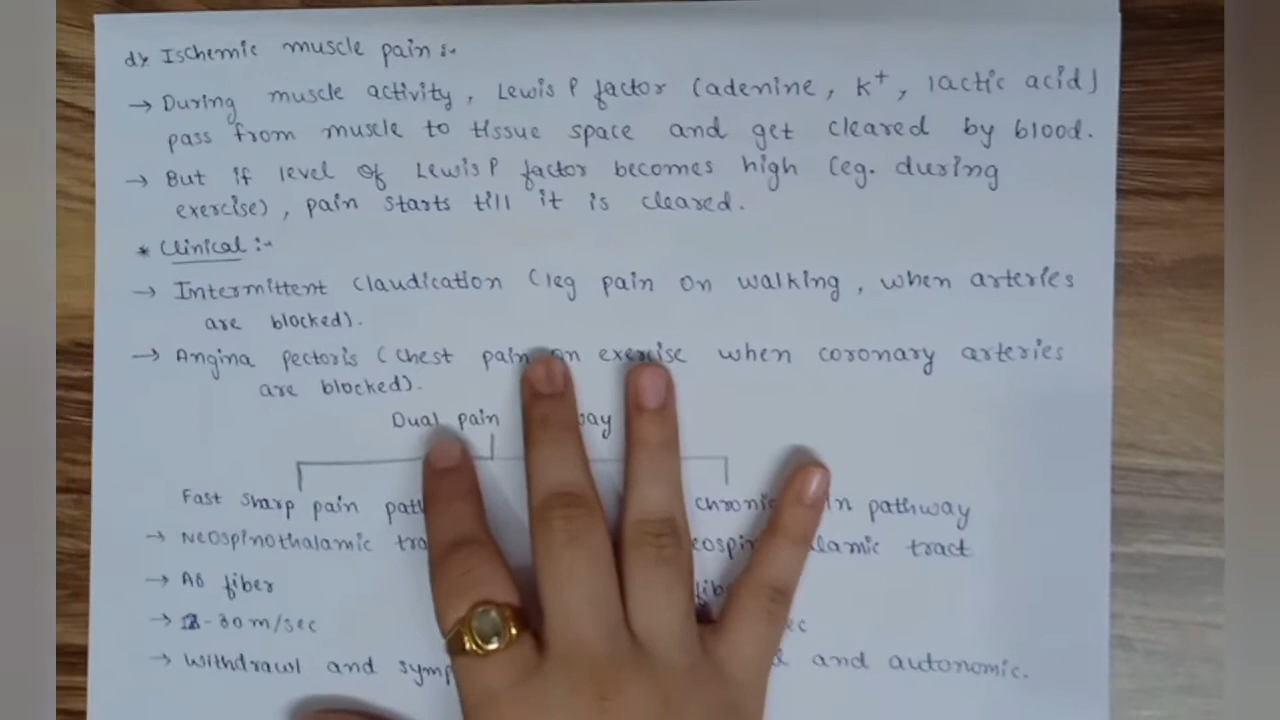 d> Ischemic muscle pain :-
→ During muscle activity, Lewis P factor (adenine, K+, lactic acid)
pass from muscle to tissue space and get cleared by blood.
→ But if level of Lewis P factor becomes high (eg. during
exercise), pain starts till it is cleared.
* Clinical :-
→ Intermittent claudication (leg pain on walking, when arteries
are blocked).
→ Angina pectoris (chest pain on exercise when coronary arteries
are blocked).
Dual pain
Fast sharp pain pathway
→ Neospinothalamic tract tract
→ Aδ fiber
-30 m/sec
→ Withdrawl and and autonomic.